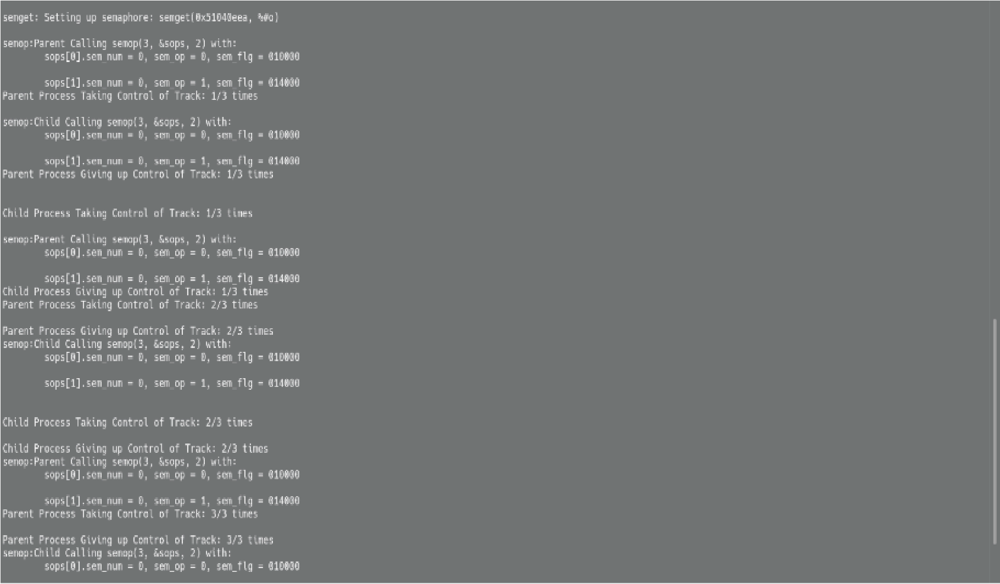 semget: Setting up semaphore: semget(0x51040eea, %#o)
semop:Parent Calling semop(3, &sops, 2) with:
sops[0].sem_num = 0, sem_op = 0, sem_flg = 010000
sops[1].sem_num = 0, sem_op = 1, sem_flg = 014000
Parent Process Taking Control of Track: 1/3 times
semop:Child Calling semop(3, &sops, 2) with:
sops[0].sem_num = 0, sem_op = 0, sem_flg = 010000
sops[1].sem_num = 0, sem_op = 1, sem_flg = 014000
Parent Process Giving up Control of Track: 1/3 times
Child Process Taking Control of Track: 1/3 times
semop:Parent Calling semop(3, &sops, 2) with:
sops[0].sem_num = 0, sem_op = 0, sem_flg = 010000
sops[1].sem_num = 0, sem_op = 1, sem_flg = 014000
Child Process Giving up Control of Track: 1/3 times
Parent Process Taking Control of Track: 2/3 times
Parent Process Giving up Control of Track: 2/3 times
semop:Child Calling semop(3, &sops, 2) with:
sops[0].sem_num = 0, sem_op = 0, sem_flg = 010000
sops[1].sem_num = 0, sem_op = 1, sem_flg = 014000
Child Process Taking Control of Track: 2/3 times
Child Process Giving up Control of Track: 2/3 times
semop:Parent Calling semop(3, &sops, 2) with:
sops[0].sem_num = 0, sem_op = 0, sem_flg = 010000
sops[1].sem_num = 0, sem_op = 1, sem_flg = 014000
Parent Process Taking Control of Track: 3/3 times
Parent Process Giving up Control of Track: 3/3 times
semop:Child Calling semop(3, &sops, 2) with:
sops[0].sem_num = 0, sem_op = 0, sem_flg = 010000